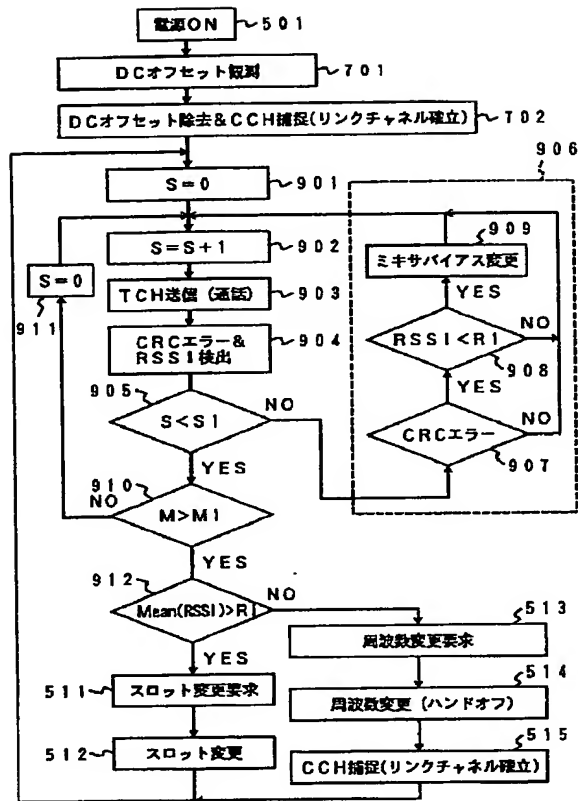 電源ON
501
DCオフセット観測
701
DCオフセット除去&CCH捕捉(リンクチャネル確立)
702
906
S=0
901
909
S=S+1
902
ミキサバイアス変更
S=0
911
TCH送信(通話)
903
YES
CRCエラー&
RSSI検出
904
RSSI<R1
NO
908
905
YES
S<S1
NO
CRCエラー
NO
907
YES
910
NO
M>M1
YES
912
NO
Mean(RSSI)>R1
513
周波数変更要求
YES
511
スロット変更要求
514
周波数変更(ハンドオフ)
512
スロット変更
515
CCH捕捉(リンクチャネル確立)